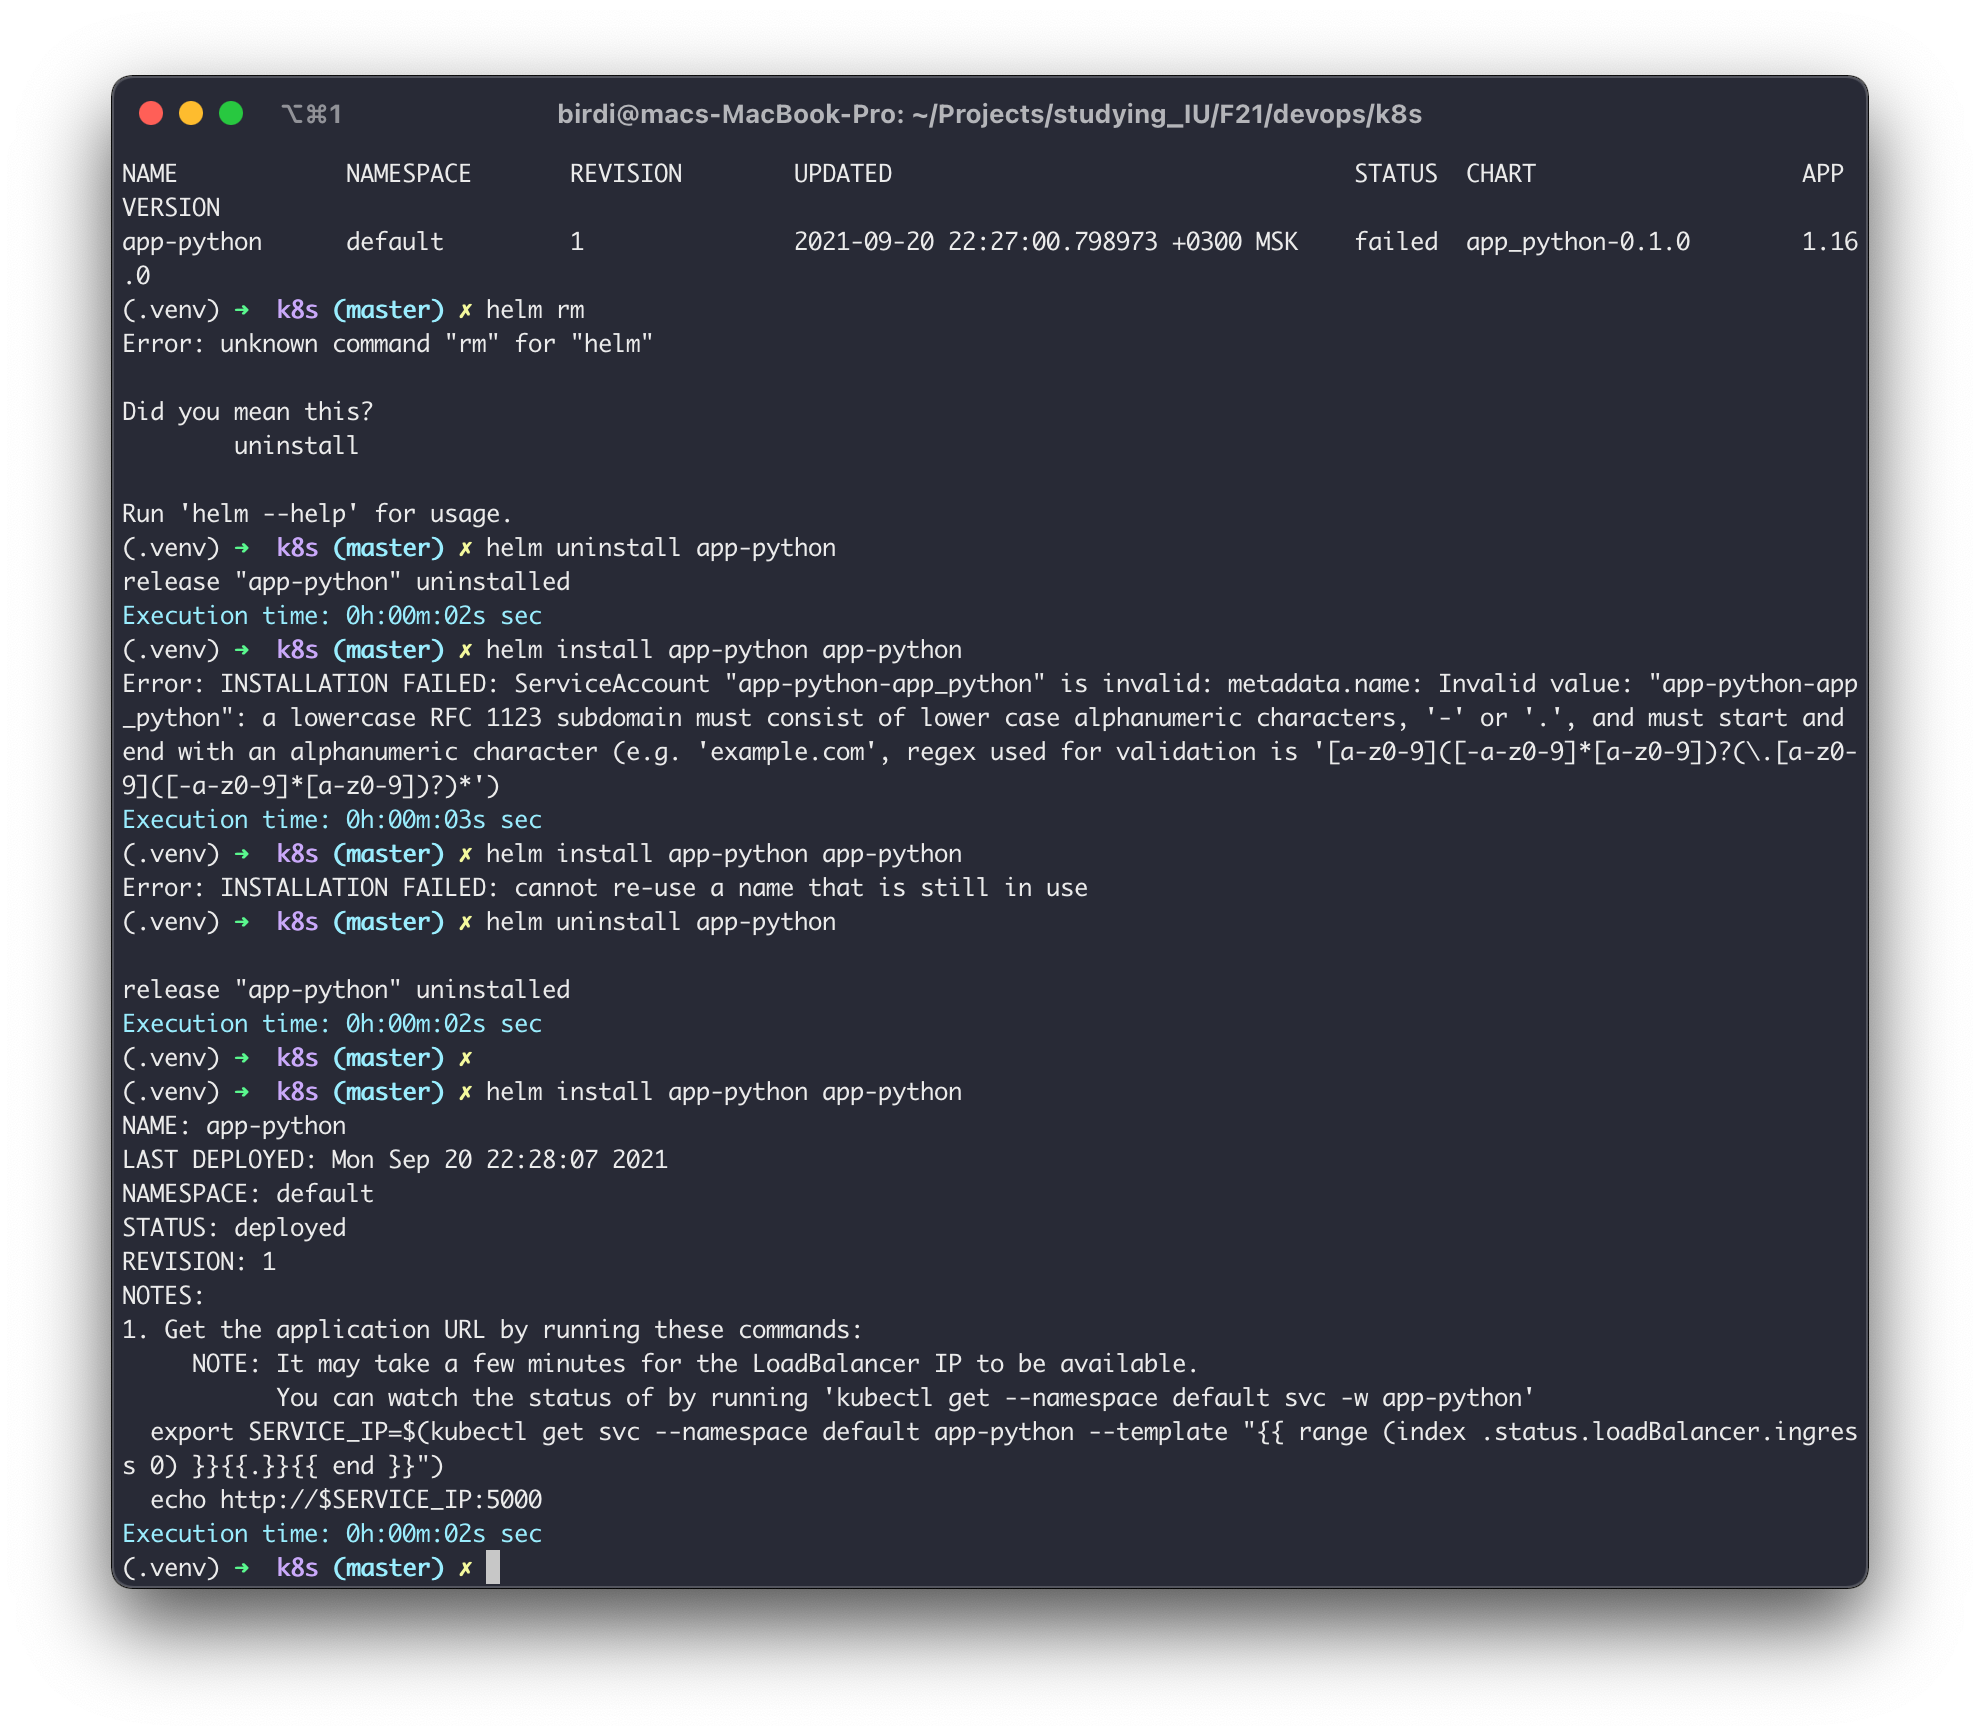 ⌥⌘1 birdi@macs-MacBook-Pro: ~/Projects/studying_IU/F21/devops/k8s
NAME            NAMESPACE       REVISION        UPDATED                                 STATUS  CHART                   APP
VERSION
app-python      default         1               2021-09-20 22:27:00.798973 +0300 MSK    failed  app_python-0.1.0        1.16
.0
(.venv) ➜  k8s (master) ✗ helm rm
Error: unknown command "rm" for "helm"

Did you mean this?
        uninstall

Run 'helm --help' for usage.
(.venv) ➜  k8s (master) ✗ helm uninstall app-python
release "app-python" uninstalled
Execution time: 0h:00m:02s sec
(.venv) ➜  k8s (master) ✗ helm install app-python app-python
Error: INSTALLATION FAILED: ServiceAccount "app-python-app_python" is invalid: metadata.name: Invalid value: "app-python-app
_python": a lowercase RFC 1123 subdomain must consist of lower case alphanumeric characters, '-' or '.', and must start and
end with an alphanumeric character (e.g. 'example.com', regex used for validation is '[a-z0-9]([-a-z0-9]*[a-z0-9])?(\.[a-z0-
9]([-a-z0-9]*[a-z0-9])?)*')
Execution time: 0h:00m:03s sec
(.venv) ➜  k8s (master) ✗ helm install app-python app-python
Error: INSTALLATION FAILED: cannot re-use a name that is still in use
(.venv) ➜  k8s (master) ✗ helm uninstall app-python

release "app-python" uninstalled
Execution time: 0h:00m:02s sec
(.venv) ➜  k8s (master) ✗
(.venv) ➜  k8s (master) ✗ helm install app-python app-python
NAME: app-python
LAST DEPLOYED: Mon Sep 20 22:28:07 2021
NAMESPACE: default
STATUS: deployed
REVISION: 1
NOTES:
1. Get the application URL by running these commands:
     NOTE: It may take a few minutes for the LoadBalancer IP to be available.
           You can watch the status of by running 'kubectl get --namespace default svc -w app-python'
  export SERVICE_IP=$(kubectl get svc --namespace default app-python --template "{{ range (index .status.loadBalancer.ingres
s 0) }}{{.}}{{ end }}")
  echo http://$SERVICE_IP:5000
Execution time: 0h:00m:02s sec
(.venv) ➜  k8s (master) ✗